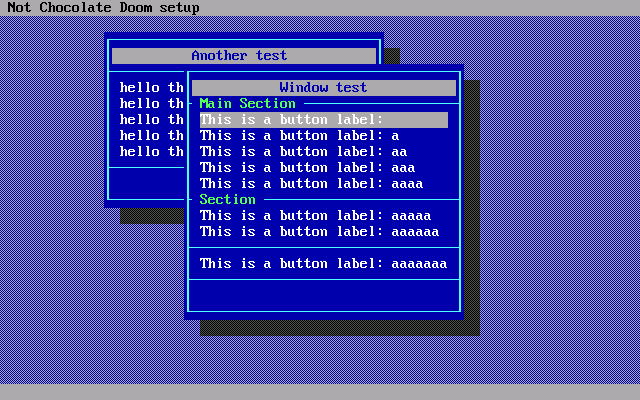 Not Chocolate Doom setup
Another test
hello th
hello th
hello th
hello th
hello th
Window test
Main Section
This is a button label:
This is a button label: a
This is a button label: aa
This is a button label: aaa
This is a button label: aaaa
Section
This is a button label: aaaaa
This is a button label: aaaaaa
This is a button label: aaaaaaa